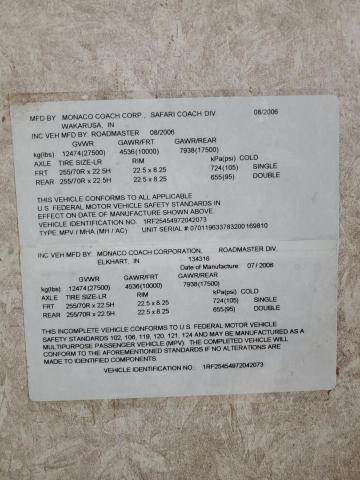 MFD BY MONACO COACH CORP., SAFARI COACH DIV. 08/2006
WAKARUSA, IN
INC VEH MFD BY: ROADMASTER 08/2006
GVWR GAWR/FRT GAWR/REAR
kg(lbs) 12474(27500) 4536(10000) 7938(17500)
AXLE TIRE SIZE-LR RIM kPa(psi) COLD
FRT 255/70R x 22.5H 22.5 x 8.25 724(105) SINGLE
REAR 255/70R x 22.5H 22.5 x 8.25 655(95) DOUBLE
THIS VEHICLE CONFORMS TO ALL APPLICABLE
U.S. FEDERAL MOTOR VEHICLE SAFETY STANDARDS IN
EFFECT ON DATE OF MANUFACTURE SHOWN ABOVE.
VEHICLE IDENTIFICATION NO. 1RF25454972042073
TYPE MPV / MHA (MH / AC) UNIT SERIAL # 070119633783200169810
INC VEH MFD BY: MONACO COACH CORPORATION, ROADMASTER DIV.
ELKHART, IN 134316
Date of Manufacture 07/2006
GVWR GAWR/FRT GAWR/REAR
kg(lbs) 12474(27500) 4536(10000) 7938(17500)
AXLE TIRE SIZE-LR RIM kPa(psi) COLD
FRT 255/70R x 22.5H 22.5 x 8.25 724(105) SINGLE
REAR 255/70R x 22.5H 22.5 x 8.25 655(95) DOUBLE
THIS INCOMPLETE VEHICLE CONFORMS TO U.S. FEDERAL MOTOR VEHICLE
SAFETY STANDARDS 102, 106, 119, 120, 121, 124 AND MAY BE MANUFACTURED AS A
MULTIPURPOSE PASSENGER VEHICLE (MPV). THE COMPLETED VEHICLE WILL
CONFORM TO THE AFOREMENTIONED STANDARDS IF NO ALTERATIONS ARE
MADE TO IDENTIFIED COMPONENTS.
VEHICLE IDENTIFICATION NO. 1RF25454972042073